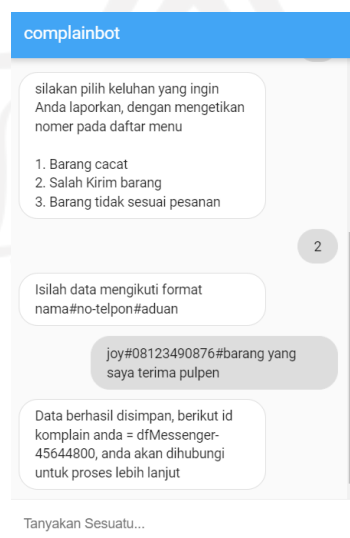 complainbot
silakan pilih keluhan yang ingin
Anda laporkan, dengan mengetikan
nomer pada daftar menu
1. Barang cacat
2. Salah Kirim barang
3. Barang tidak sesuai pesanan
2
Isilah data mengikuti format
nama#no-telpon#aduan
joy#08123490876#barang yang
saya terima pulpen
Data berhasil disimpan, berikut id
komplain anda = dfMessenger-
45644800, anda akan dihubungi
untuk proses lebih lanjut
Tanyakan Sesuatu...